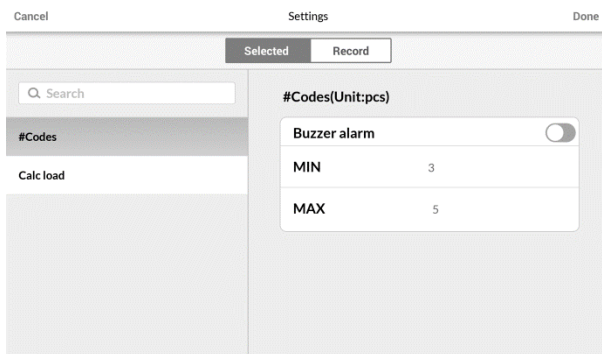 Cancel Settings Done
Selected Record
Search
#Codes
Calc load
#Codes(Unit:pcs)
Buzzer alarm
MIN 3
MAX 5